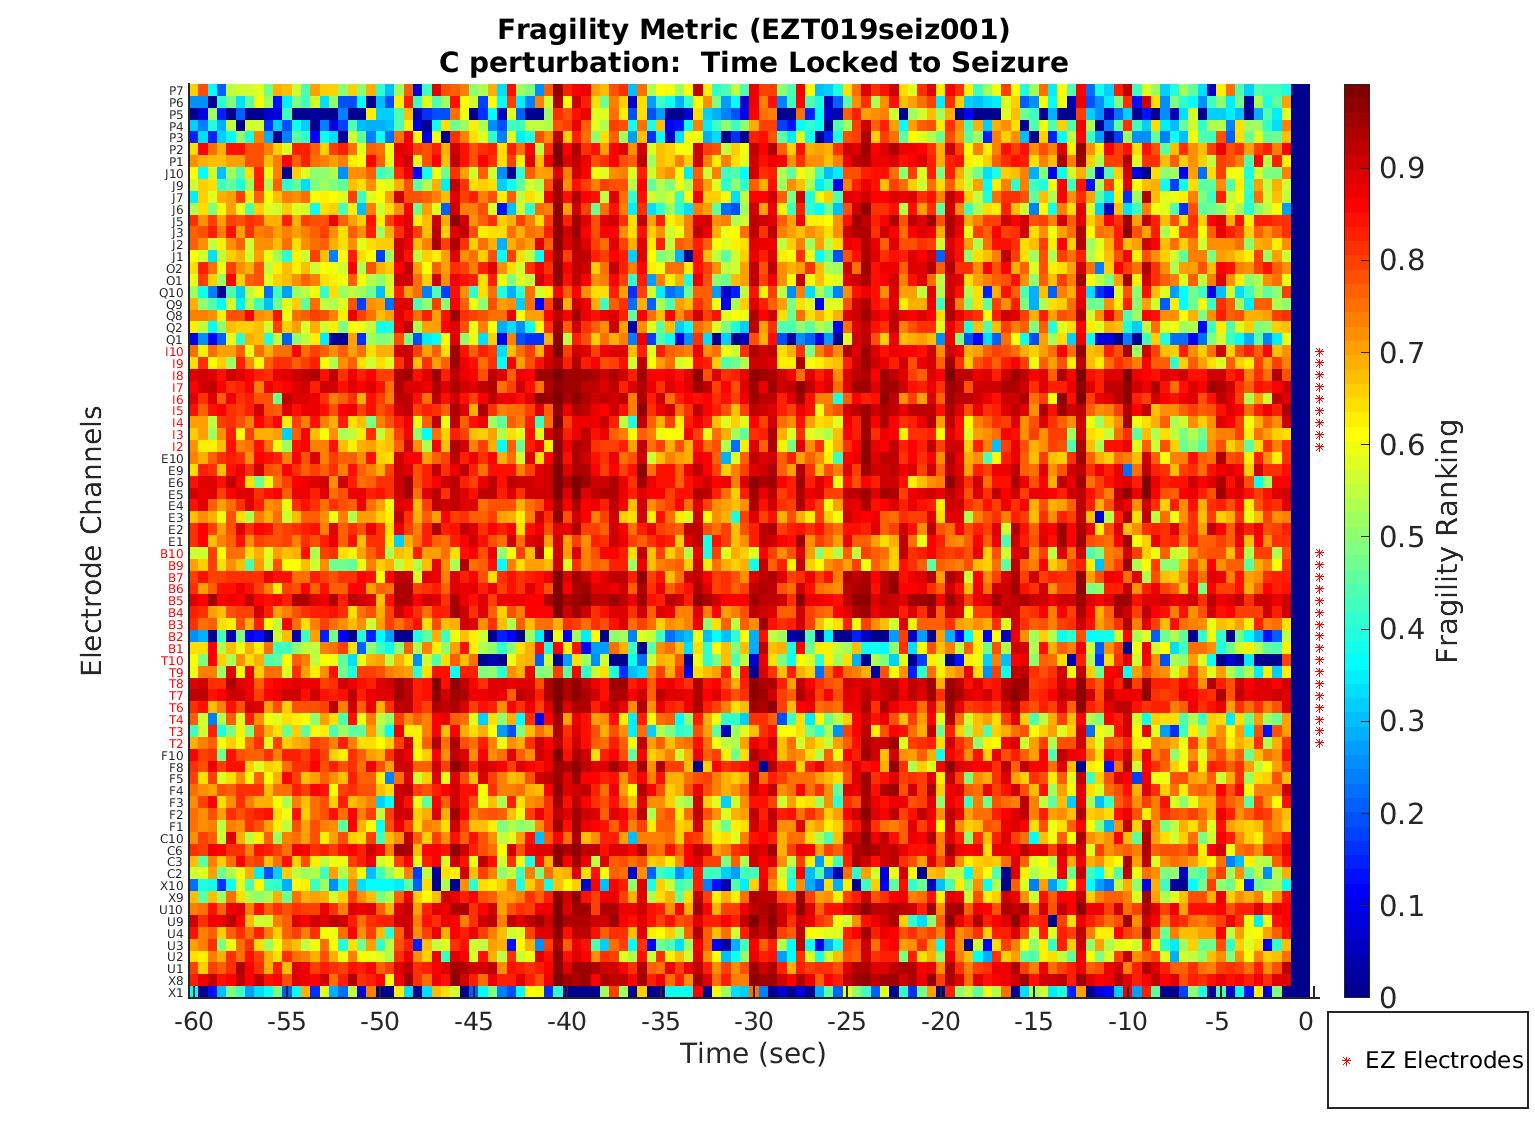 Fragility Metric (EZT019seiz001)
C perturbation:  Time Locked to Seizure
Electrode Channels
P7
P6
P5
P4
P3
P2
P1
J10
J9
J7
J6
J5
J3
J2
J1
O2
O1
Q10
Q9
Q8
Q2
Q1
I10
I9
I8
I7
I6
I5
I4
I3
I2
E10
E9
E6
E5
E4
E3
E2
E1
B10
B9
B7
B6
B5
B4
B3
B2
B1
T10
T9
T8
T7
T6
T4
T3
T2
F10
F8
F5
F4
F3
F2
F1
C10
C6
C3
C2
X10
X9
U10
U9
U4
U3
U2
U1
X8
X1
-60 -55 -50 -45 -40 -35 -30 -25 -20 -15 -10 -5 0
Time (sec)
0.9
0.8
0.7
0.6
0.5
0.4
0.3
0.2
0.1
0
Fragility Ranking
EZ Electrodes